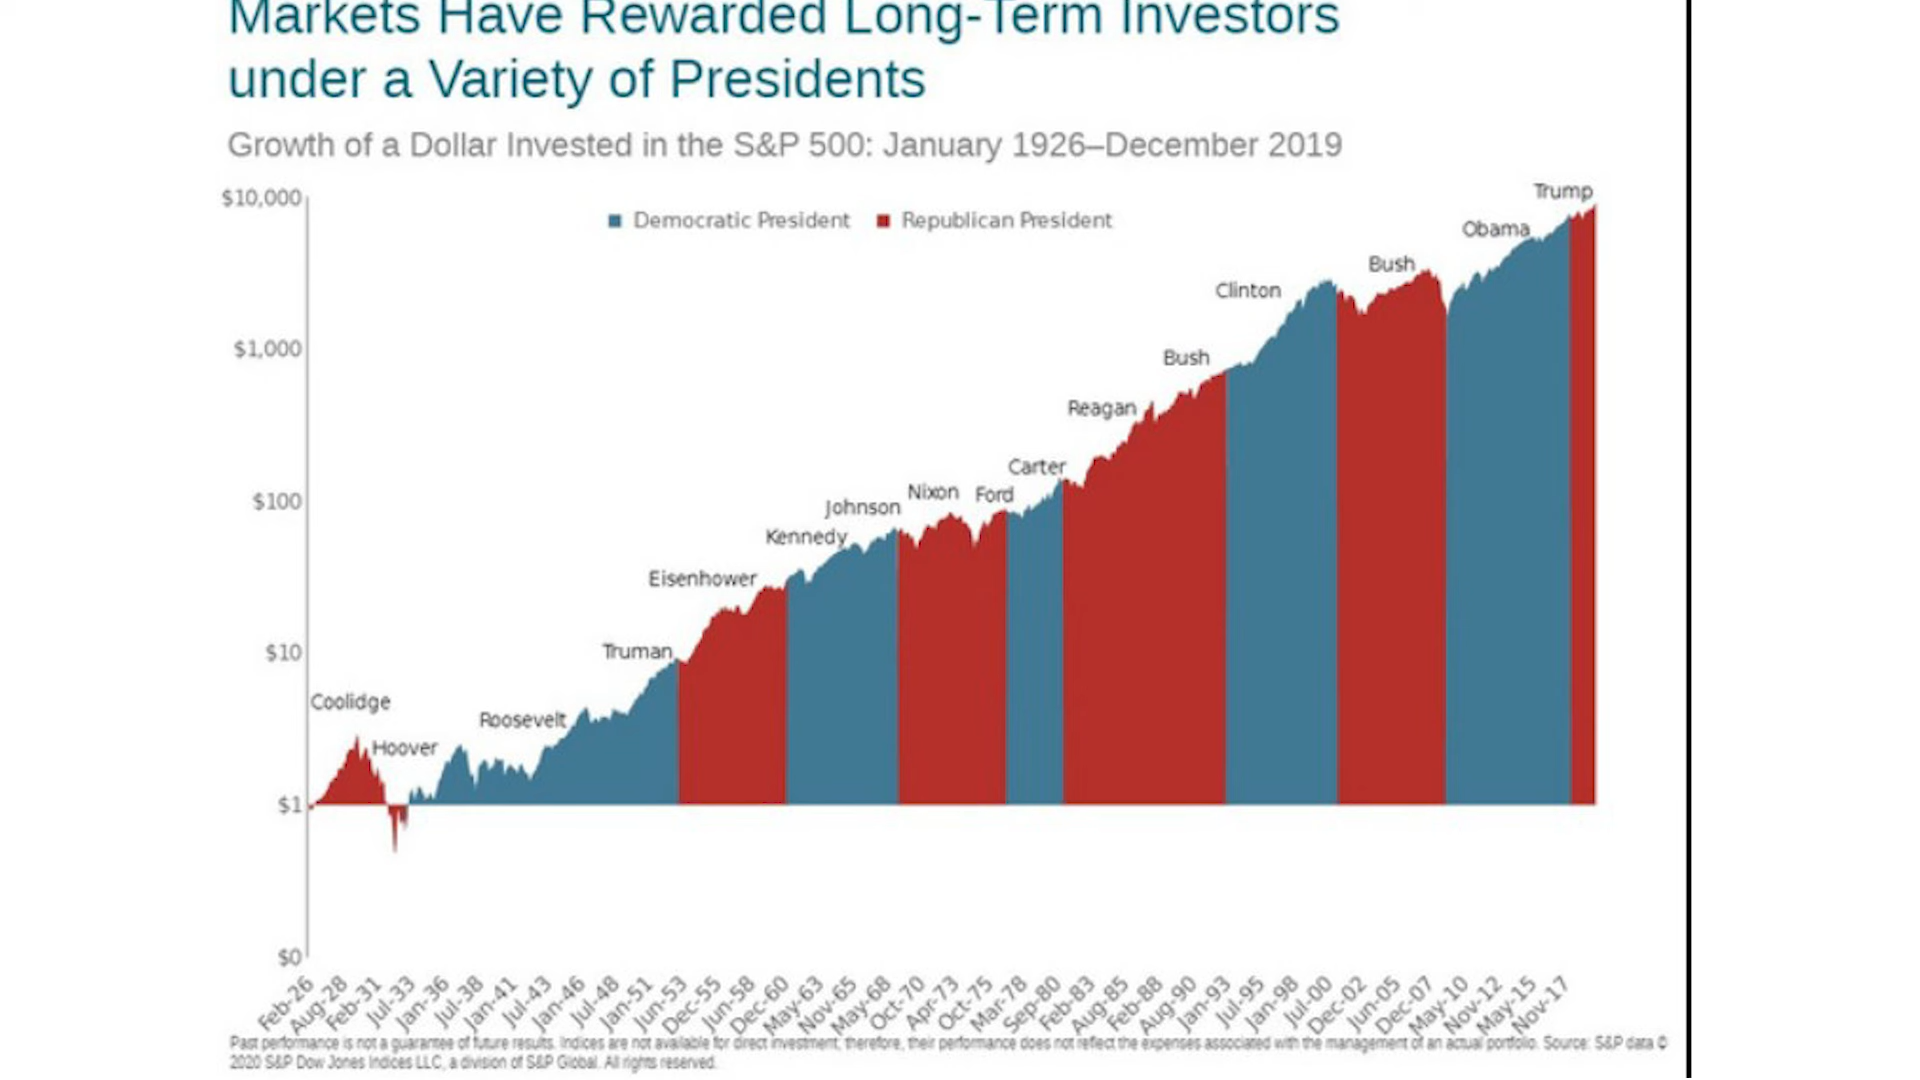 Markets Have Rewarded Long-Term Investors
under a Variety of Presidents
Growth of a Dollar Invested in the S&P 500: January 1926–December 2019
$10,000
Democratic President
Republican President
Trump
Obama
Bush
Clinton
$1,000
Bush
Reagan
Carter
Nixon
Ford
$100
Johnson
Kennedy
Eisenhower
$10
Truman
Coolidge
Roosevelt
Hoover
$1
$0
Feb-26
Aug-28
Feb-31
Jul-33
Jan-36
Jul-38
Jan-41
Jul-43
Jan-46
Jul-48
Jan-51
Jun-53
Dec-55
Jun-58
Dec-60
May-63
Nov-65
May-68
Oct-70
Apr-73
Oct-75
Mar-78
Sep-80
Feb-83
Aug-85
Feb-88
Aug-90
Jan-93
Jul-95
Jan-98
Jul-00
Dec-02
Jun-05
Dec-07
May-10
Nov-12
May-15
Nov-17
Past performance is not a guarantee of future results. Indices are not available for direct investment; therefore, their performance does not reflect the expenses associated with the management of an actual portfolio. Source: S&P data ©
2020 S&P Dow Jones Indices LLC, a division of S&P Global. All rights reserved.